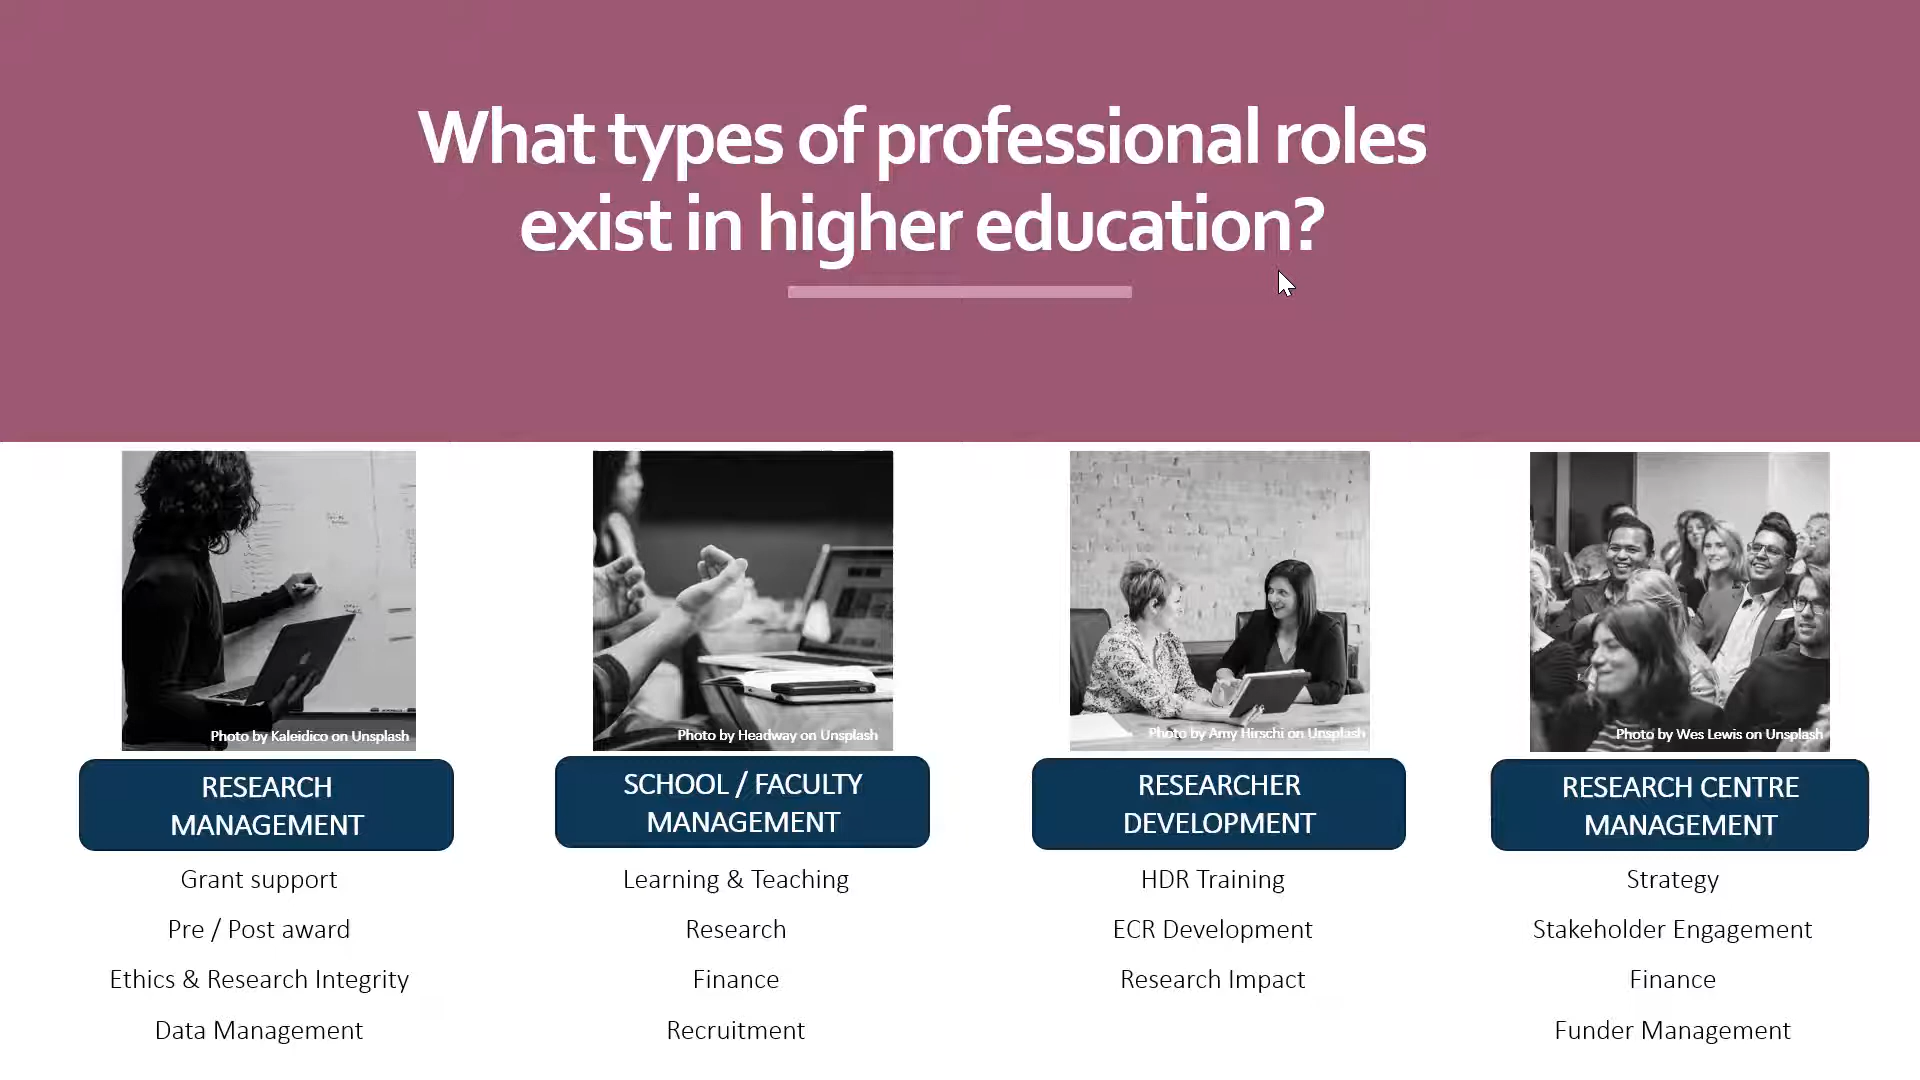 What types of professional roles
exist in higher education?
Photo by Kaleidico on Unsplash
Photo by Headway on Unsplash
Photo by Amy Hirschi on Unsplash
Photo by Wes Lewis on Unsplash
RESEARCH
MANAGEMENT
Grant support
Pre / Post award
Ethics & Research Integrity
Data Management
SCHOOL / FACULTY
MANAGEMENT
Learning & Teaching
Research
Finance
Recruitment
RESEARCHER
DEVELOPMENT
HDR Training
ECR Development
Research Impact
RESEARCH CENTRE
MANAGEMENT
Strategy
Stakeholder Engagement
Finance
Funder Management